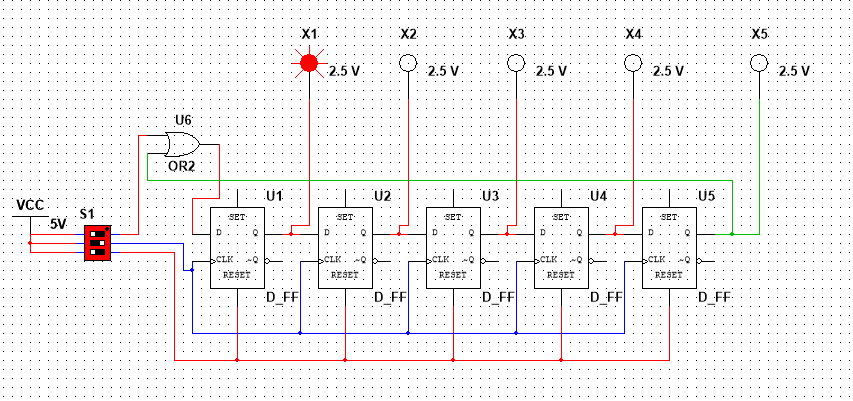 X1 X2 X3 X4 X5
2.5 V 2.5 V 2.5 V 2.5 V 2.5 V
U6
OR2
VCC
5V
S1
U1 U2 U3 U4 U5
SET SET SET SET SET
D Q D Q D Q D Q D Q
CLK ~Q CLK ~Q CLK ~Q CLK ~Q CLK ~Q
RESET RESET RESET RESET RESET
D_FF D_FF D_FF D_FF D_FF